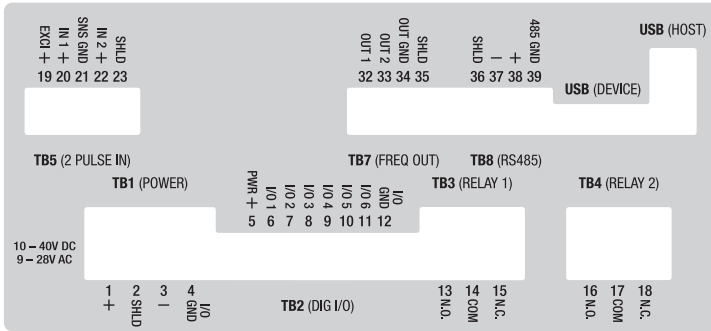 EXCI +
IN 1 +
SNS GND
IN 2 +
SHLD
19 20 21 22 23
OUT 1
OUT 2
OUT GND
SHLD
32 33 34 35
SHLD
–
+
485 GND
36 37 38 39
USB (HOST)
USB (DEVICE)
TB5 (2 PULSE IN)
TB7 (FREQ OUT)
TB8 (RS485)
TB1 (POWER)
PWR +
I/O 1
I/O 2
I/O 3
I/O 4
I/O 5
I/O 6
I/O GND
5 6 7 8 9 10 11 12
TB3 (RELAY 1)
TB4 (RELAY 2)
10 – 40V DC
9 – 28V AC
1 2 3 4
+
SHLD
–
I/O GND
TB2 (DIG I/O)
13 14 15
N.O.
COM
N.C.
16 17 18
N.O.
COM
N.C.